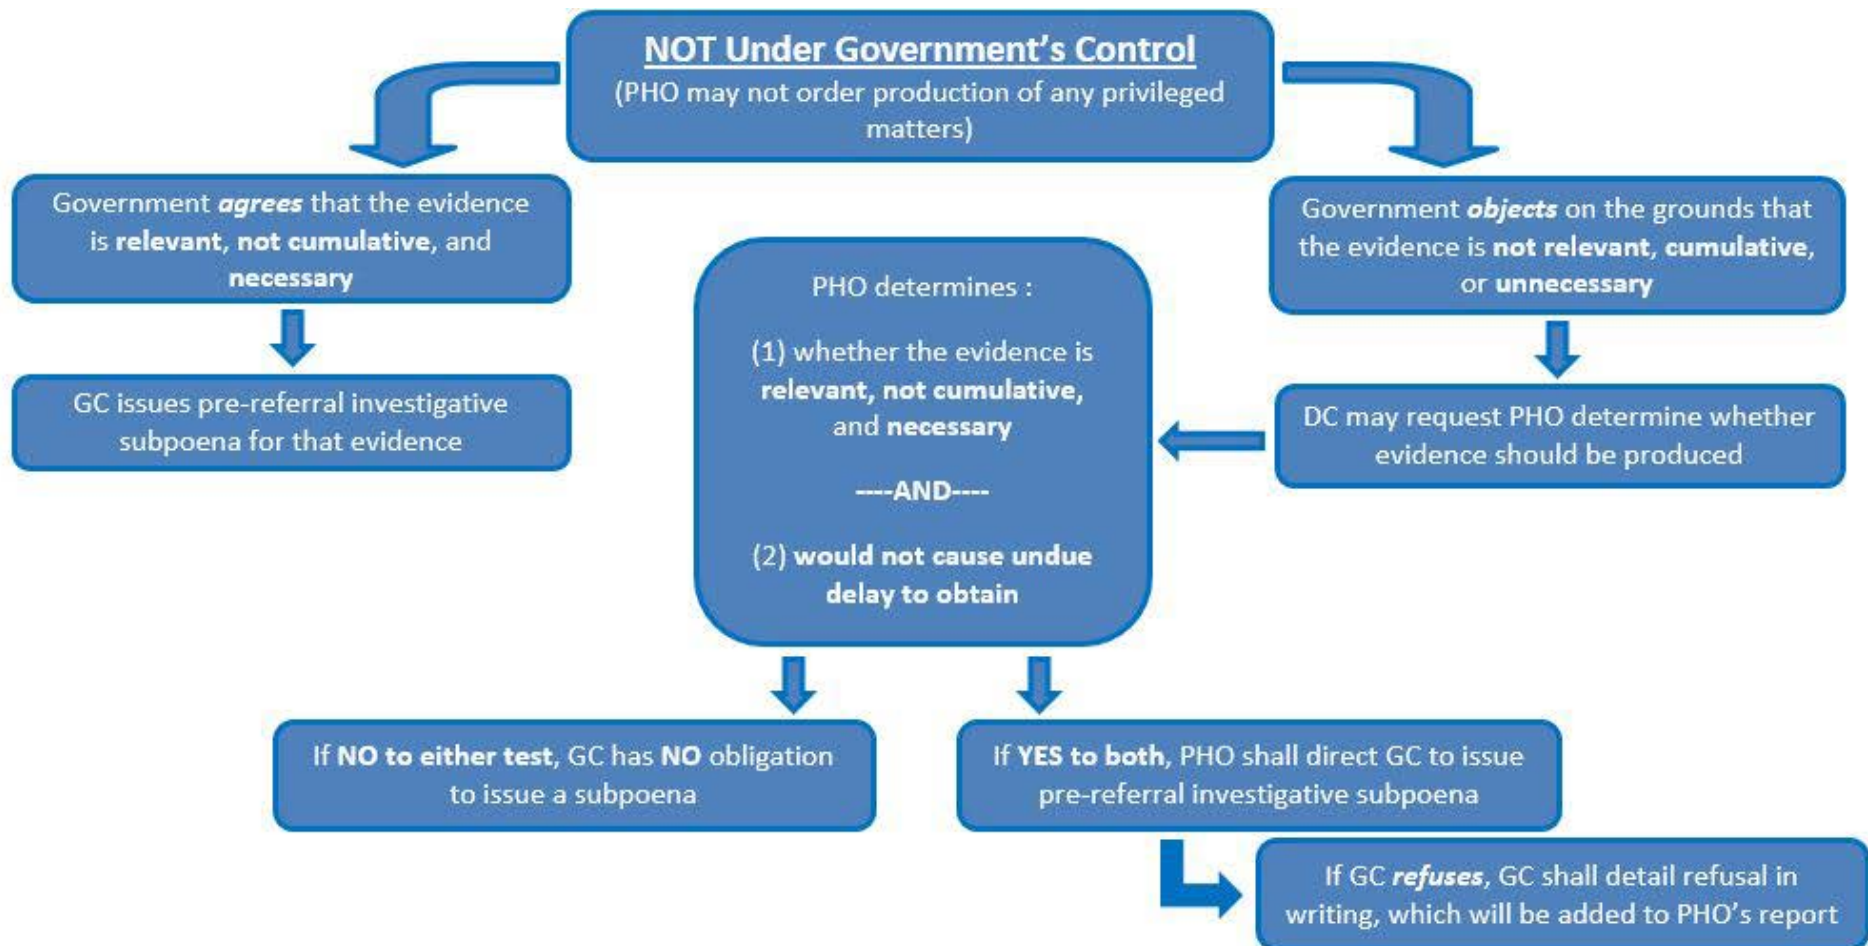 NOT Under Government's Control
(PHO may not order production of any privileged
matters)
Government agrees that the evidence
is relevant, not cumulative, and
necessary
GC issues pre-referral investigative
subpoena for that evidence
Government objects on the grounds that
the evidence is not relevant, cumulative,
or unnecessary
DC may request PHO determine whether
evidence should be produced
PHO determines :
(1) whether the evidence is
relevant, not cumulative,
and necessary
----AND----
(2) would not cause undue
delay to obtain
If NO to either test, GC has NO obligation
to issue a subpoena
If YES to both, PHO shall direct GC to issue
pre-referral investigative subpoena
If GC refuses, GC shall detail refusal in
writing, which will be added to PHO's report